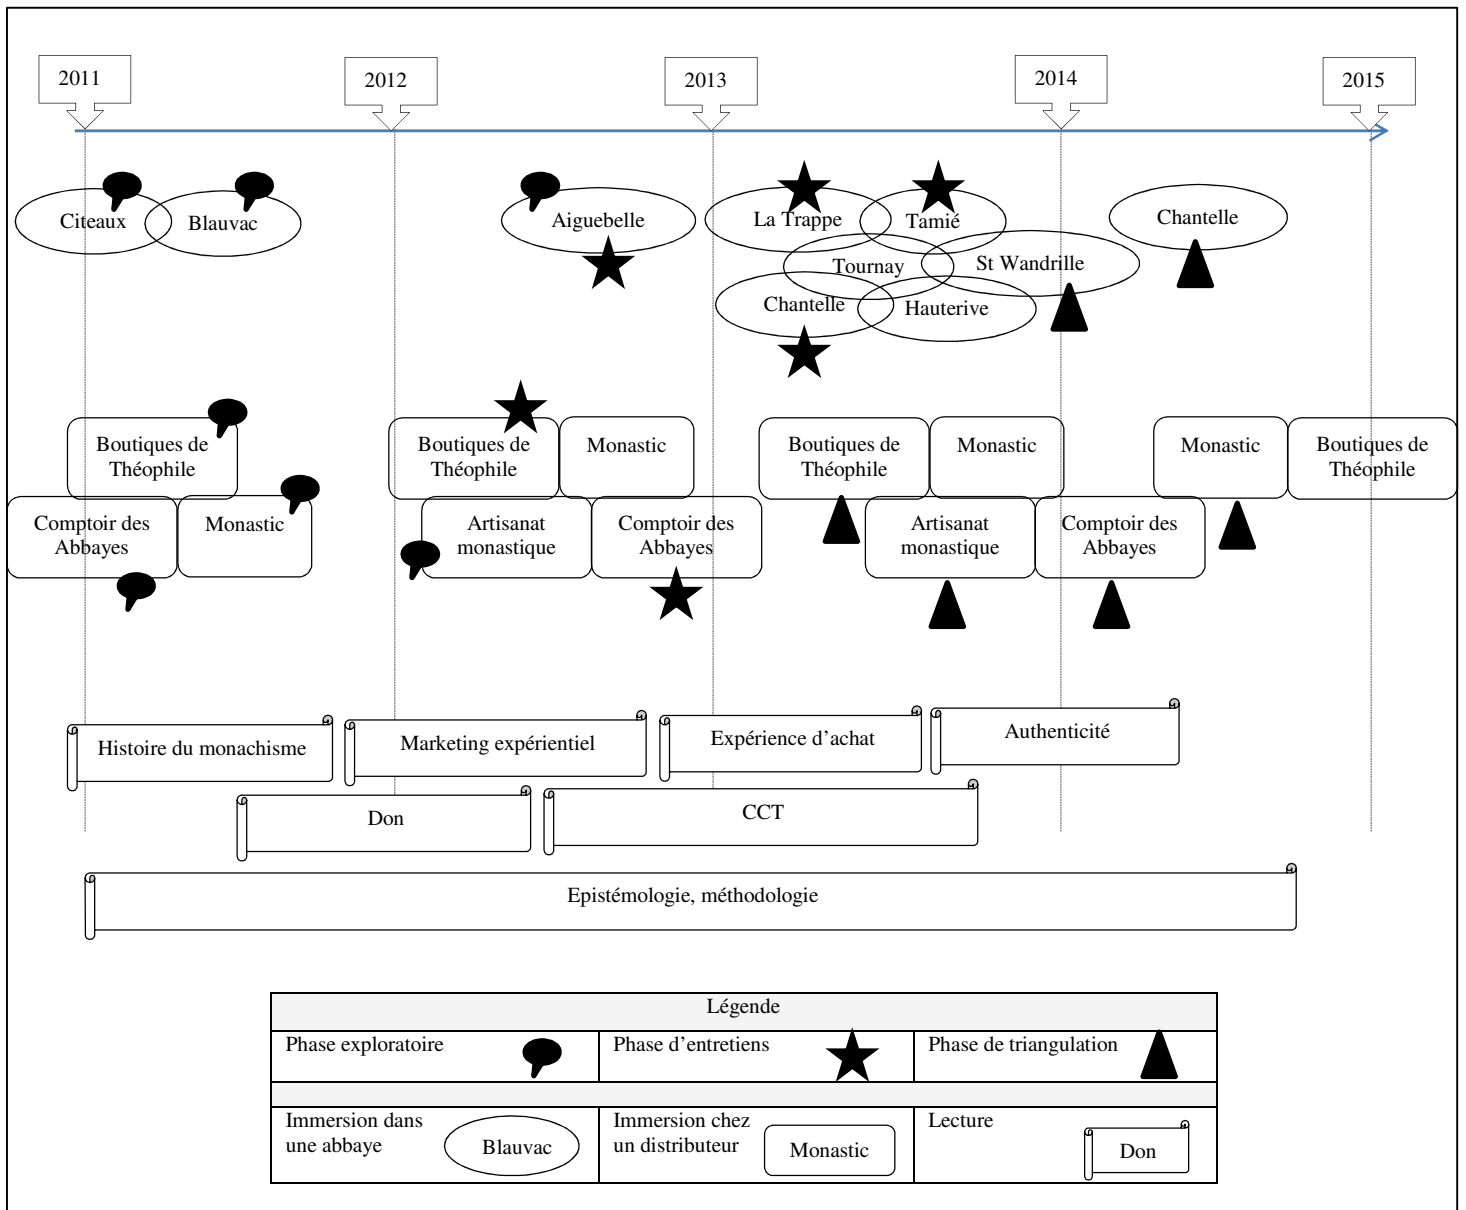 2011
2012
2013
2014
2015
Citeaux
Blauvac
Aiguebelle
La Trappe
Tamié
Chantelle
Tournay
St Wandrille
Chantelle
Hauterive
Boutiques de
Théophile
Boutiques de
Théophile
Monastic
Boutiques de
Théophile
Monastic
Monastic
Boutiques de
Théophile
Comptoir des
Abbayes
Monastic
Artisanat
monastique
Comptoir des
Abbayes
Artisanat
monastique
Comptoir des
Abbayes
Histoire du monachisme
Marketing expérientiel
Expérience d’achat
Authenticité
Don
CCT
Epistémologie, méthodologie
Légende
Phase exploratoire
Phase d’entretiens
Phase de triangulation
Immersion dans
une abbaye
Blauvac
Immersion chez
un distributeur
Monastic
Lecture
Don